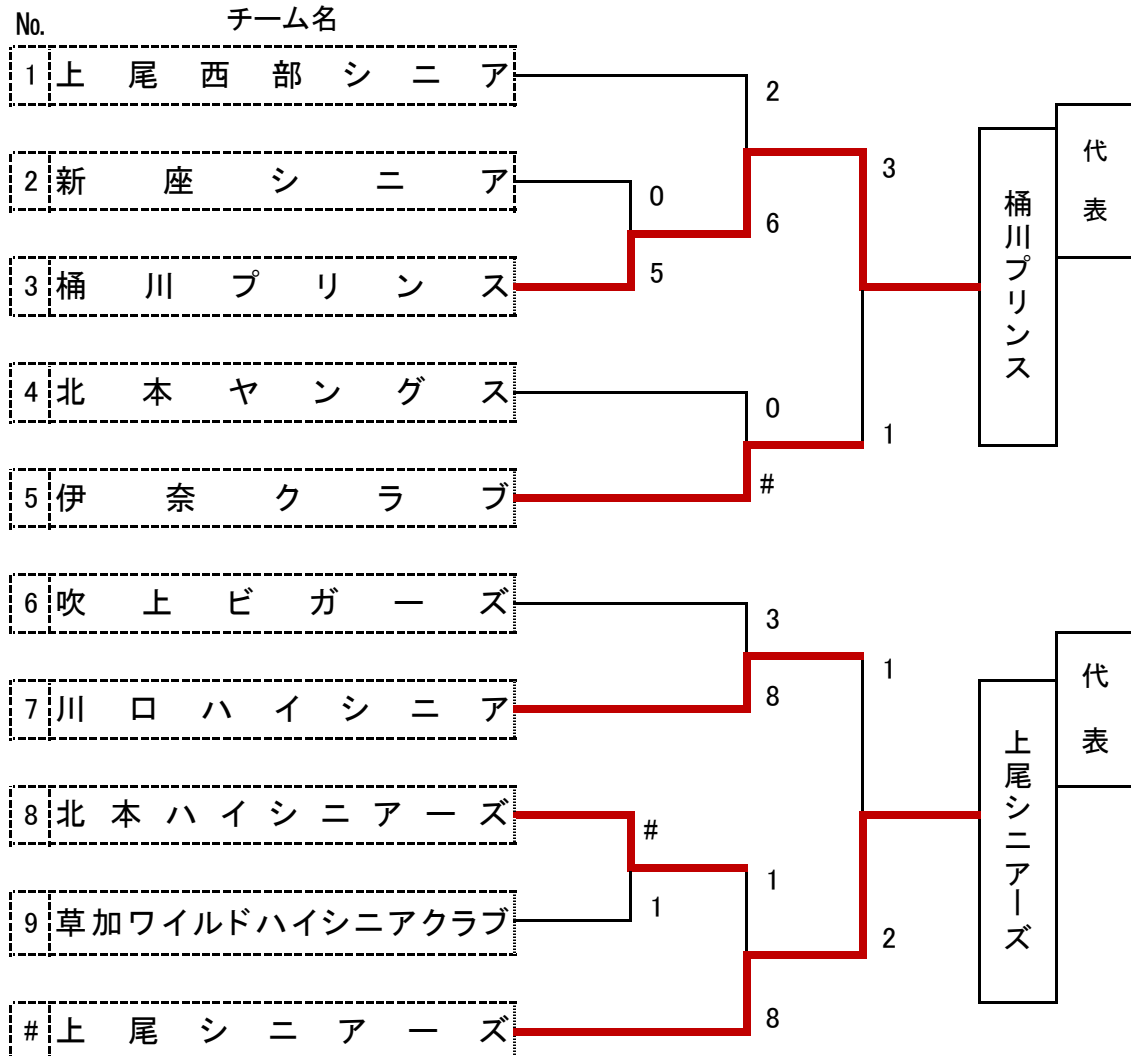 No. チーム名
1 上尾西部シニア
2 新座シニア
3 桶川プリンス
4 北本ヤングス
5 伊奈クラブ
6 吹上ビガーズ
7 川口ハイシニア
8 北本ハイシニアーズ
9 草加ワイルドハイシニアクラブ
# 上尾シニアーズ
2
0
6
5
3
0
#
1
3
8
1
#
1
1
8
2
桶川プリンス
代表
上尾シニアーズ
代表